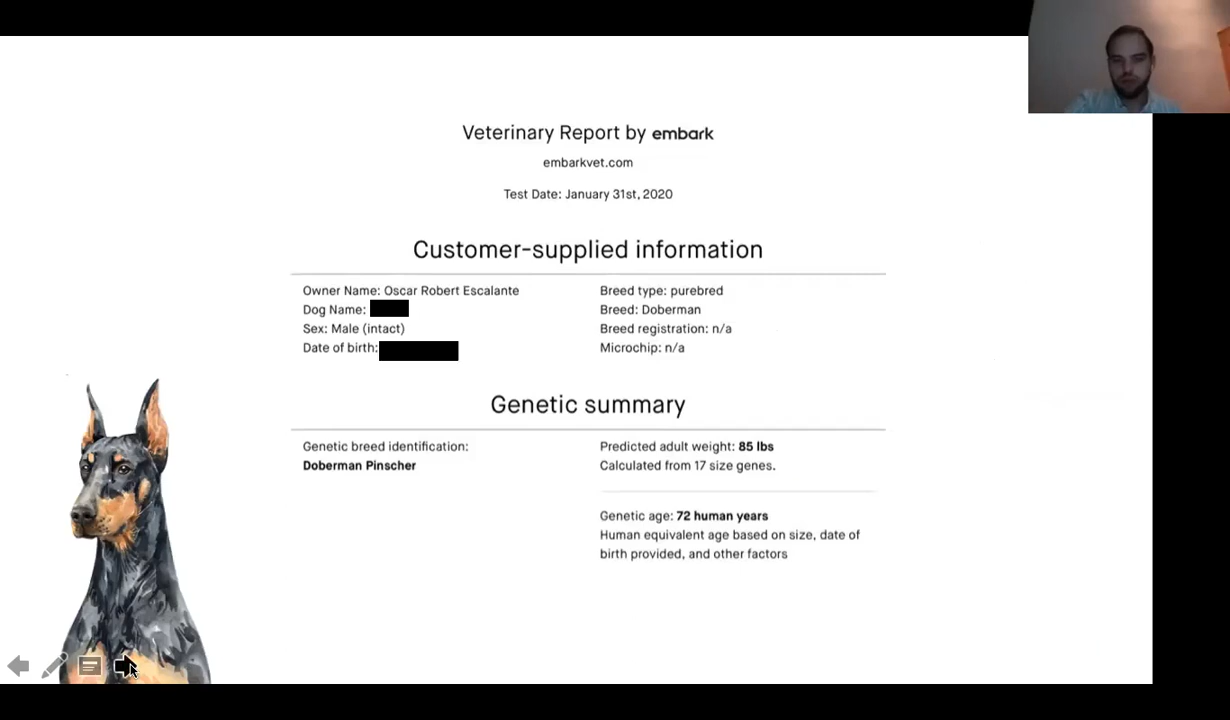 Veterinary Report by embark
embarkvet.com
Test Date: January 31st, 2020
Customer-supplied information
Owner Name: Oscar Robert Escalante
Dog Name:
Sex: Male (intact)
Date of birth:
Breed type: purebred
Breed: Doberman
Breed registration: n/a
Microchip: n/a
Genetic summary
Genetic breed identification:
Doberman Pinscher
Predicted adult weight: 85 lbs
Calculated from 17 size genes.
Genetic age: 72 human years
Human equivalent age based on size, date of
birth provided, and other factors